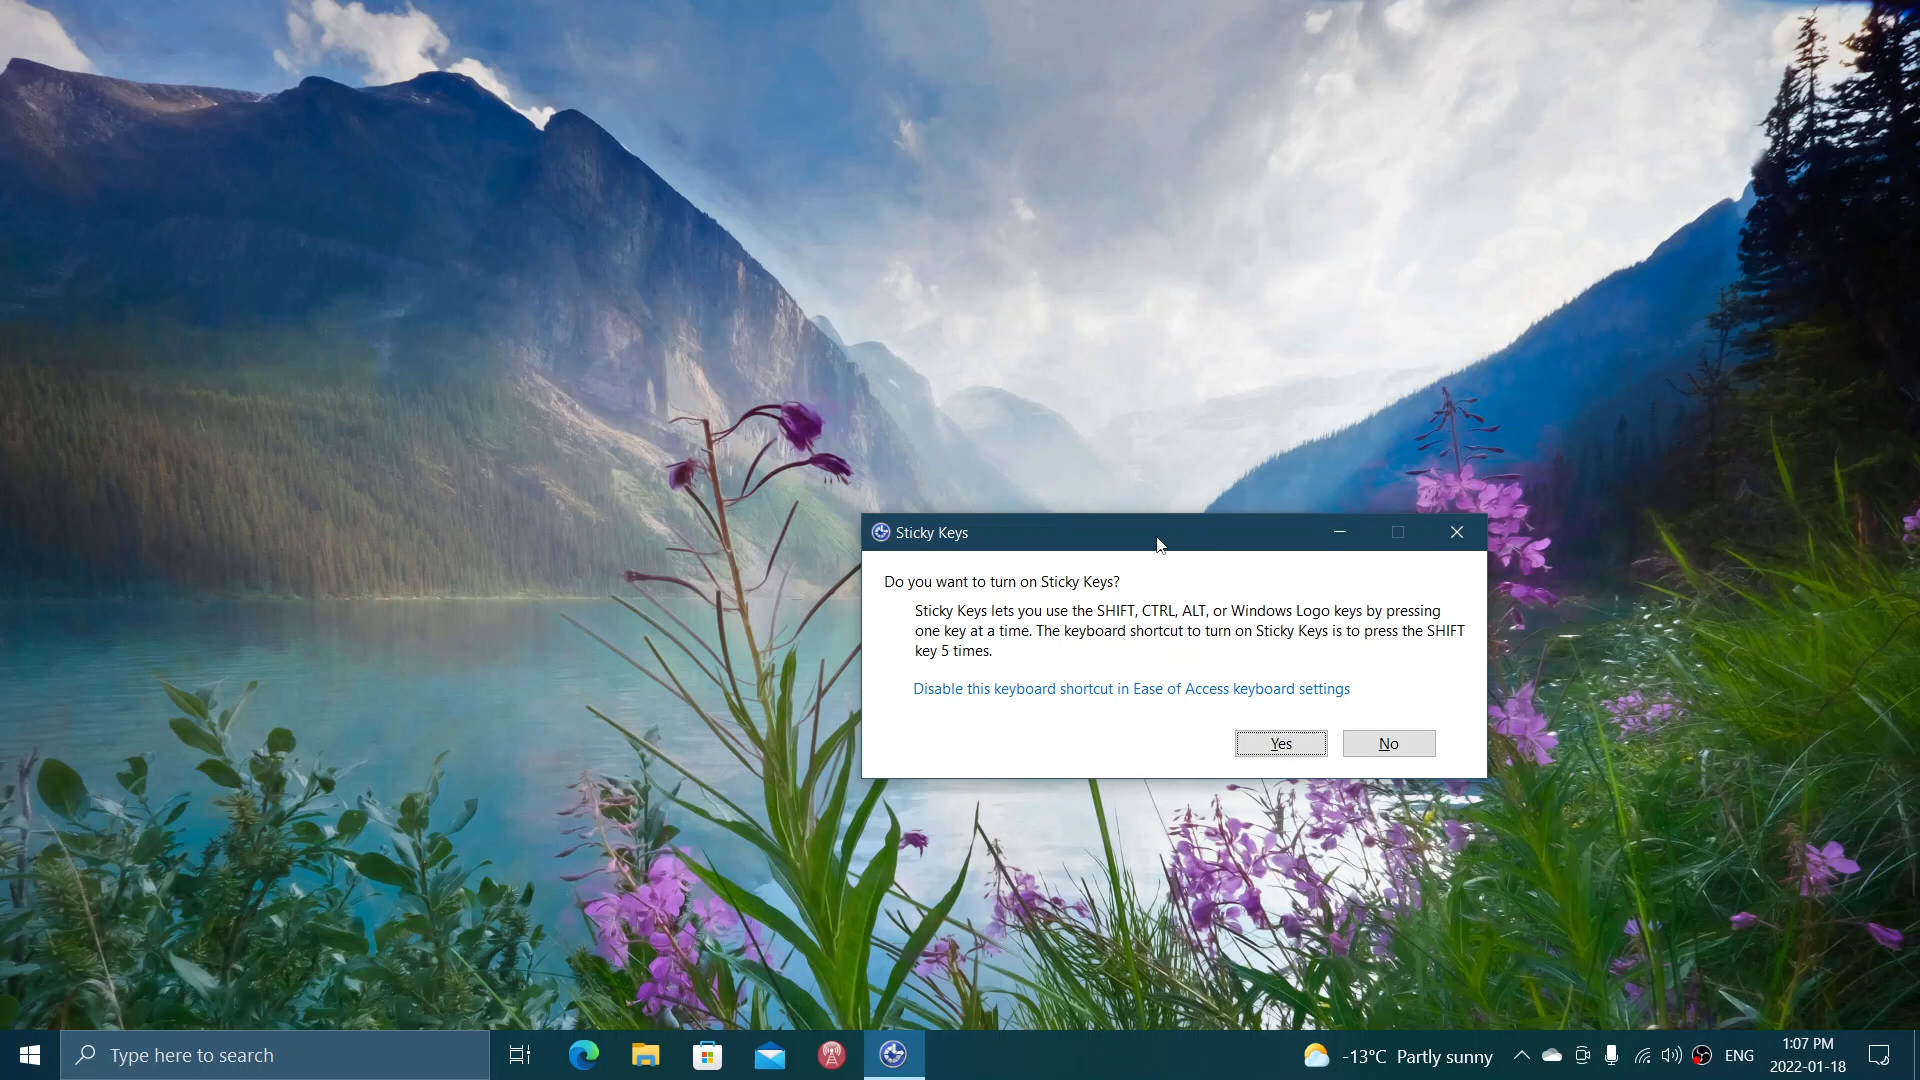 Sticky Keys
Do you want to turn on Sticky Keys?
Sticky Keys lets you use the SHIFT, CTRL, ALT, or Windows Logo keys by pressing
one key at a time. The keyboard shortcut to turn on Sticky Keys is to press the SHIFT
key 5 times.
Disable this keyboard shortcut in Ease of Access keyboard settings
Yes No
Type here to search
-13°C Partly sunny
ENG
1:07 PM
2022-01-18